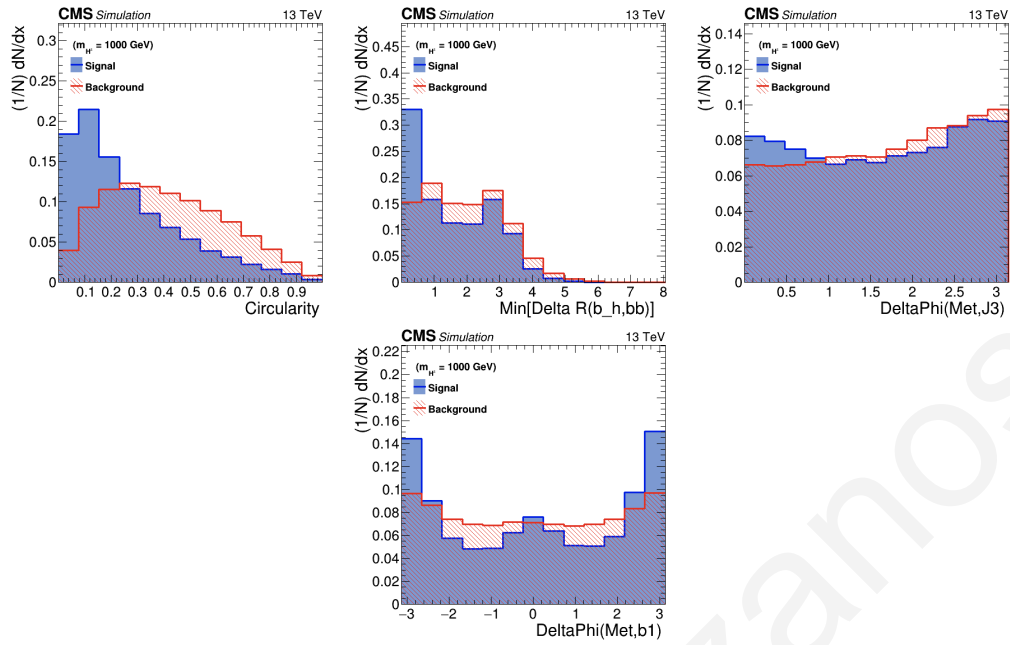 CMS Simulation 13 TeV
(1/N) dN/dx
(m_H' = 1000 GeV)
Signal
Background
0.3
0.25
0.2
0.15
0.1
0.05
0
0.1 0.2 0.3 0.4 0.5 0.6 0.7 0.8 0.9
Circularity
CMS Simulation 13 TeV
(1/N) dN/dx
(m_H' = 1000 GeV)
Signal
Background
0.45
0.4
0.35
0.3
0.25
0.2
0.15
0.1
0.05
0
1 2 3 4 5 6 7 8
Min[Delta R(b_h,bb)]
CMS Simulation 13 TeV
(1/N) dN/dx
(m_H' = 1000 GeV)
Signal
Background
0.14
0.12
0.1
0.08
0.06
0.04
0.02
0
0.5 1 1.5 2 2.5 3
DeltaPhi(Met,J3)
CMS Simulation 13 TeV
(1/N) dN/dx
(m_H' = 1000 GeV)
Signal
Background
0.22
0.2
0.18
0.16
0.14
0.12
0.1
0.08
0.06
0.04
0.02
0
−3 −2 −1 0 1 2 3
DeltaPhi(Met,b1)
zanos